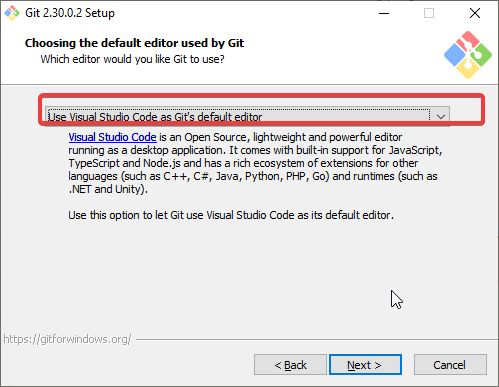 Git 2.30.0.2 Setup
Choosing the default editor used by Git
Which editor would you like Git to use?
Use Visual Studio Code as Git's default editor
Visual Studio Code is an Open Source, lightweight and powerful editor
running as a desktop application. It comes with built-in support for JavaScript,
TypeScript and Node.js and has a rich ecosystem of extensions for other
languages (such as C++, C#, Java, Python, PHP, Go) and runtimes (such as
.NET and Unity).
Use this option to let Git use Visual Studio Code as its default editor.
https://gitforwindows.org/
< Back
Next >
Cancel